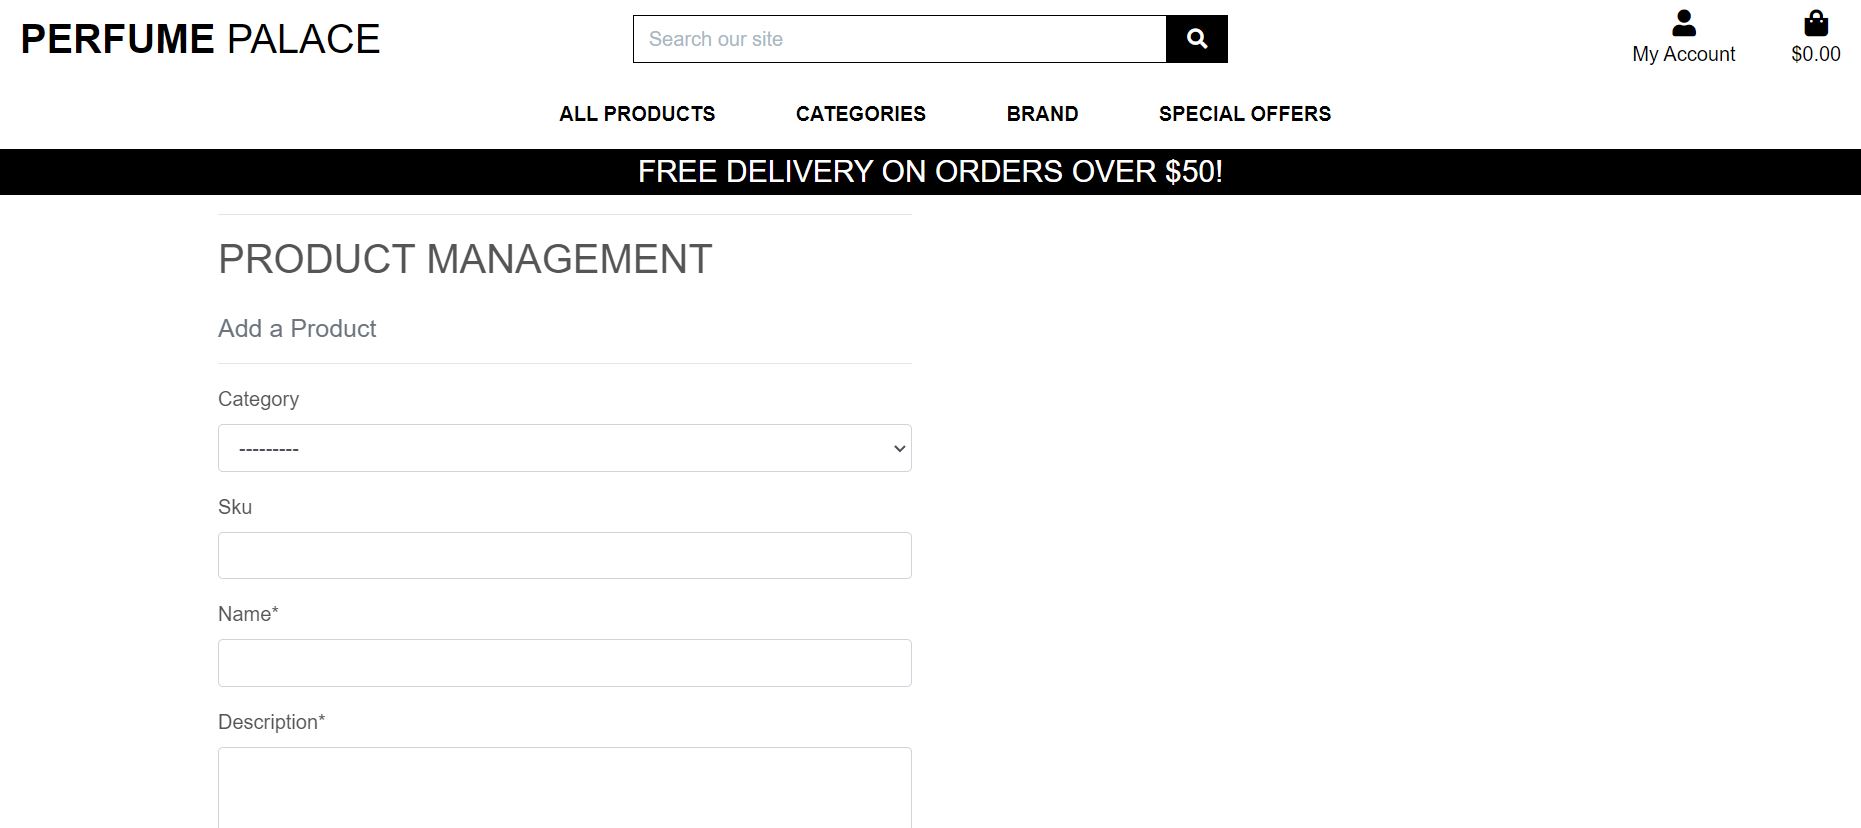 PERFUME PALACE
Search our site
My Account
$0.00
ALL PRODUCTS CATEGORIES BRAND SPECIAL OFFERS
FREE DELIVERY ON ORDERS OVER $50!
PRODUCT MANAGEMENT
Add a Product
Category
---------
Sku
Name*
Description*